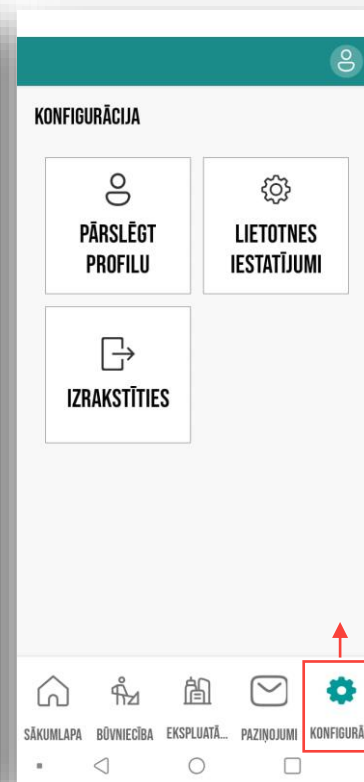 KONFIGURĀCIJA
PĀRSLĒGT
PROFILU
LIETOTNES
IESTATĪJUMI
IZRAKSTĪTIES
SĀKUMLAPA BŪVNIECĪBA EKSPLUATĀ... PAZIŅOJUMI KONFIGURĀ